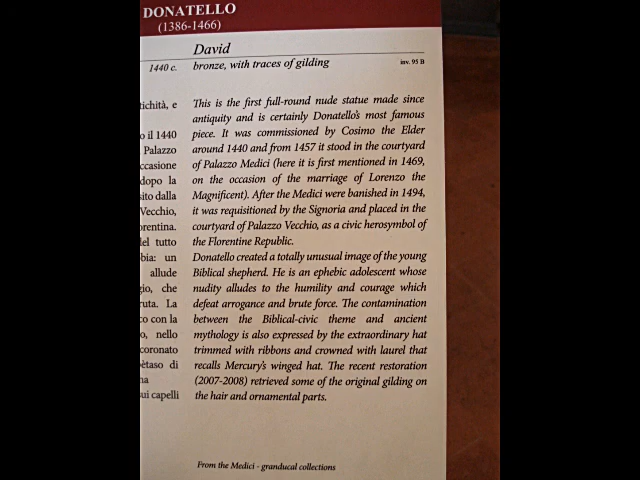 DONATELLO
(1386-1466)
David
1440 c.
bronze, with traces of gilding
inv. 95 B
tichità, e
o il 1440
Palazzo
ccasione
dopo la
ito dalla
Vecchio,
rentina.
el tutto
bia: un
allude
gio, che
ruta. La
co con la
o, nello
coronato
ètaso di
na
sui capelli
This is the first full-round nude statue made since
antiquity and is certainly Donatello's most famous
piece. It was commissioned by Cosimo the Elder
around 1440 and from 1457 it stood in the courtyard
of Palazzo Medici (here it is first mentioned in 1469,
on the occasion of the marriage of Lorenzo the
Magnificent). After the Medici were banished in 1494,
it was requisitioned by the Signoria and placed in the
courtyard of Palazzo Vecchio, as a civic herosymbol of
the Florentine Republic.
Donatello created a totally unusual image of the young
Biblical shepherd. He is an ephebic adolescent whose
nudity alludes to the humility and courage which
defeat arrogance and brute force. The contamination
between the Biblical-civic theme and ancient
mythology is also expressed by the extraordinary hat
trimmed with ribbons and crowned with laurel that
recalls Mercury's winged hat. The recent restoration
(2007-2008) retrieved some of the original gilding on
the hair and ornamental parts.
From the Medici - granducal collections